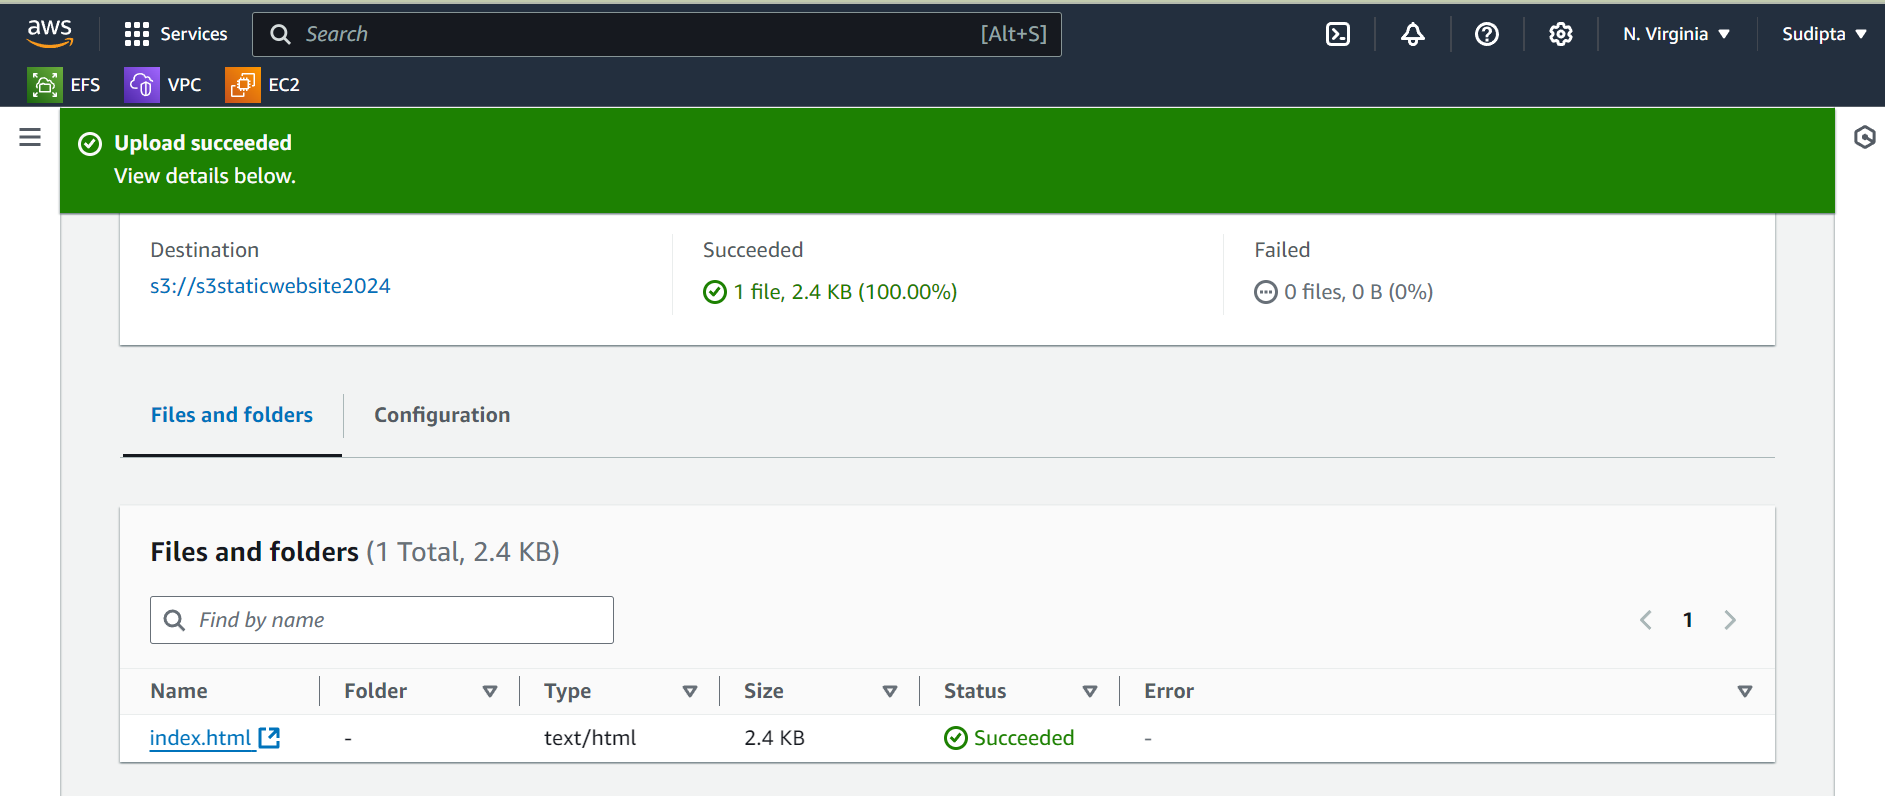 aws Services Search [Alt+S] N. Virginia Sudipta
EFS VPC EC2
Upload succeeded
View details below.
Destination Succeeded Failed
s3://s3staticwebsite2024 1 file, 2.4 KB (100.00%) 0 files, 0 B (0%)
Files and folders Configuration
Files and folders (1 Total, 2.4 KB)
Find by name 1
Name Folder Type Size Status Error
index.html - text/html 2.4 KB Succeeded -